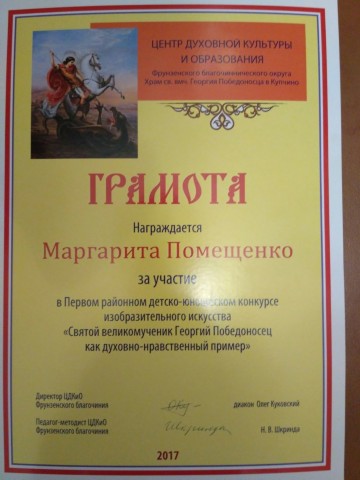 ЦЕНТР ДУХОВНОЙ КУЛЬТУРЫ
И ОБРАЗОВАНИЯ
Фрунзенского благочиннического округа
Храм св. вмч. Георгия Победоносца в Купчино
ГРАМОТА
Награждается
Маргарита Помещенко
за участие
в Первом районном детско-юношеском конкурсе
изобразительного искусства
«Святой великомученик Георгий Победоносец
как духовно-нравственный пример»
Директор ЦДКиО
Фрунзенского благочиния
диакон Олег Куковский
Педагог-методист ЦДКиО
Фрунзенского благочиния
Н. В. Шеринда
2017